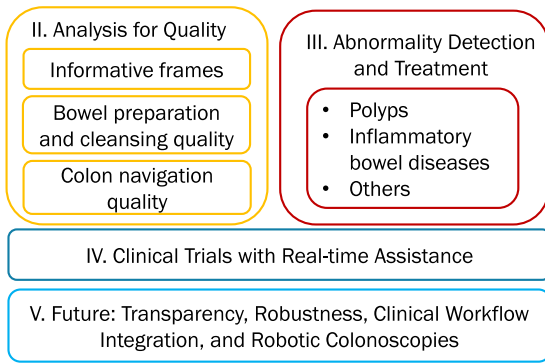 II. Analysis for Quality
Informative frames
Bowel preparation
and cleansing quality
Colon navigation
quality
III. Abnormality Detection
and Treatment
• Polyps
• Inflammatory
bowel diseases
• Others
IV. Clinical Trials with Real-time Assistance
V. Future: Transparency, Robustness, Clinical Workflow
Integration, and Robotic Colonoscopies